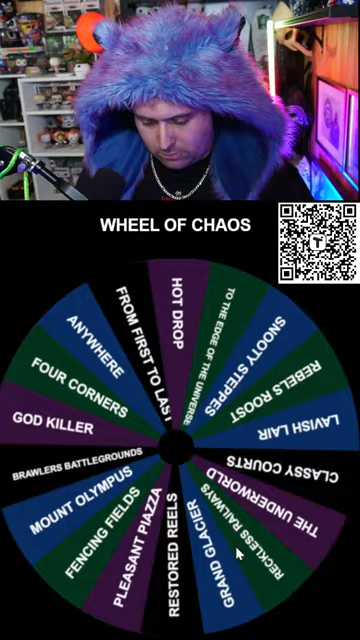 WHEEL OF CHAOS
T
HOT DROP
TO THE EDGE OF THE UNIVERSE
SNOOTY STEPPES
REBELS ROOST
LAVISH LAIR
CLASSY COURTS
THE UNDERWORLD
RECKLESS RAILWAYS
GRAND GLACIER
RESTORED REELS
PLEASANT PIAZZA
FENCING FIELDS
MOUNT OLYMPUS
BRAWLERS BATTLEGROUNDS
GOD KILLER
FOUR CORNERS
ANYWHERE
FROM FIRST TO LAST